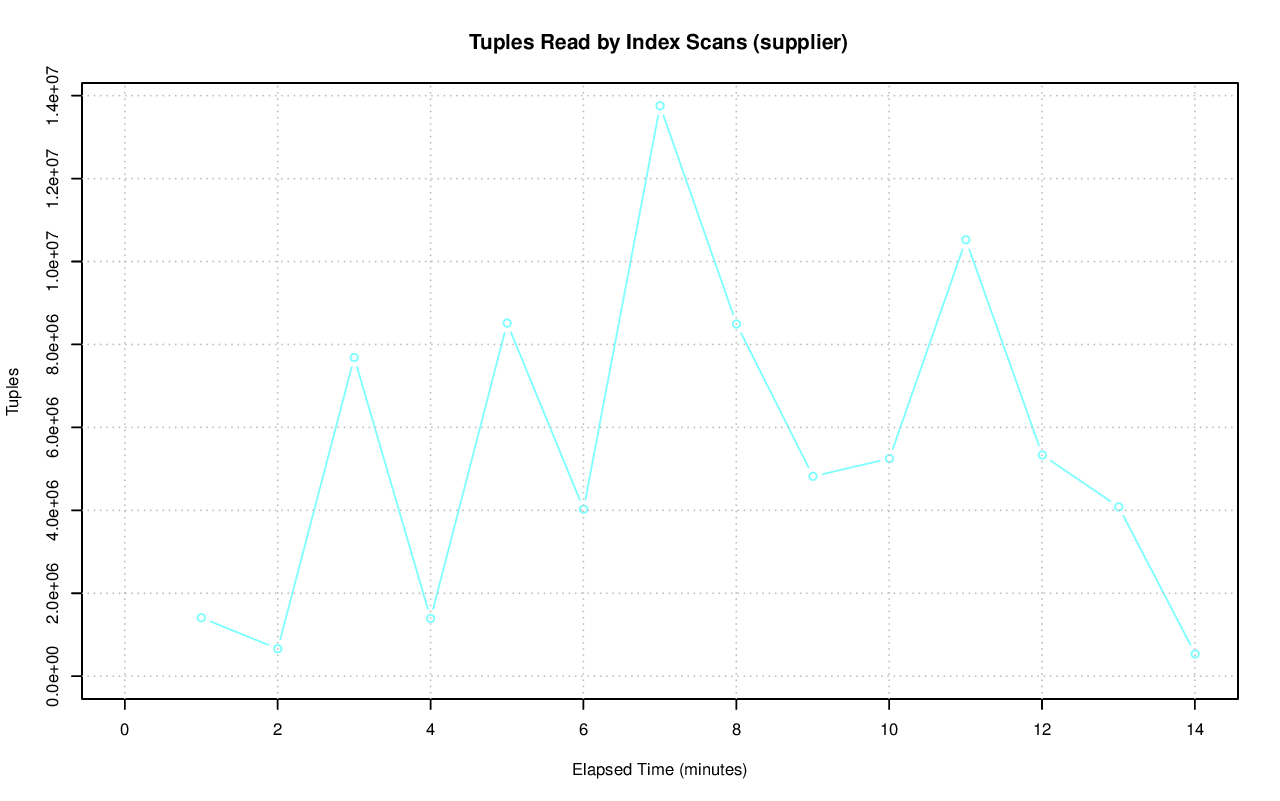 Tuples Read by Index Scans (supplier)
1.4e+07
1.2e+07
1.0e+07
8.0e+06
6.0e+06
4.0e+06
2.0e+06
0.0e+00
Tuples
0 2 4 6 8 10 12 14
Elapsed Time (minutes)